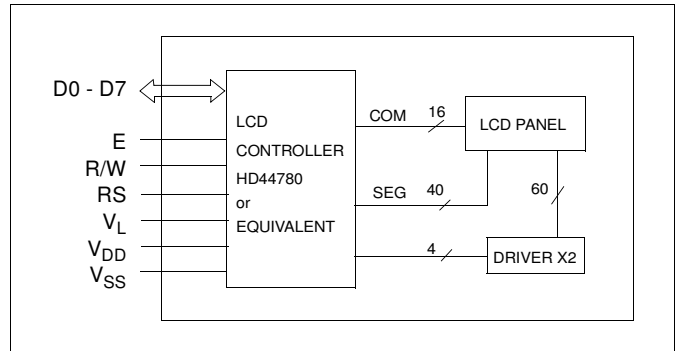 D0 - D7
E
R/W
RS
VL
VDD
VSS
LCD
CONTROLLER
HD44780
or
EQUIVALENT
COM 16
SEG 40
4
LCD PANEL
60
DRIVER X2